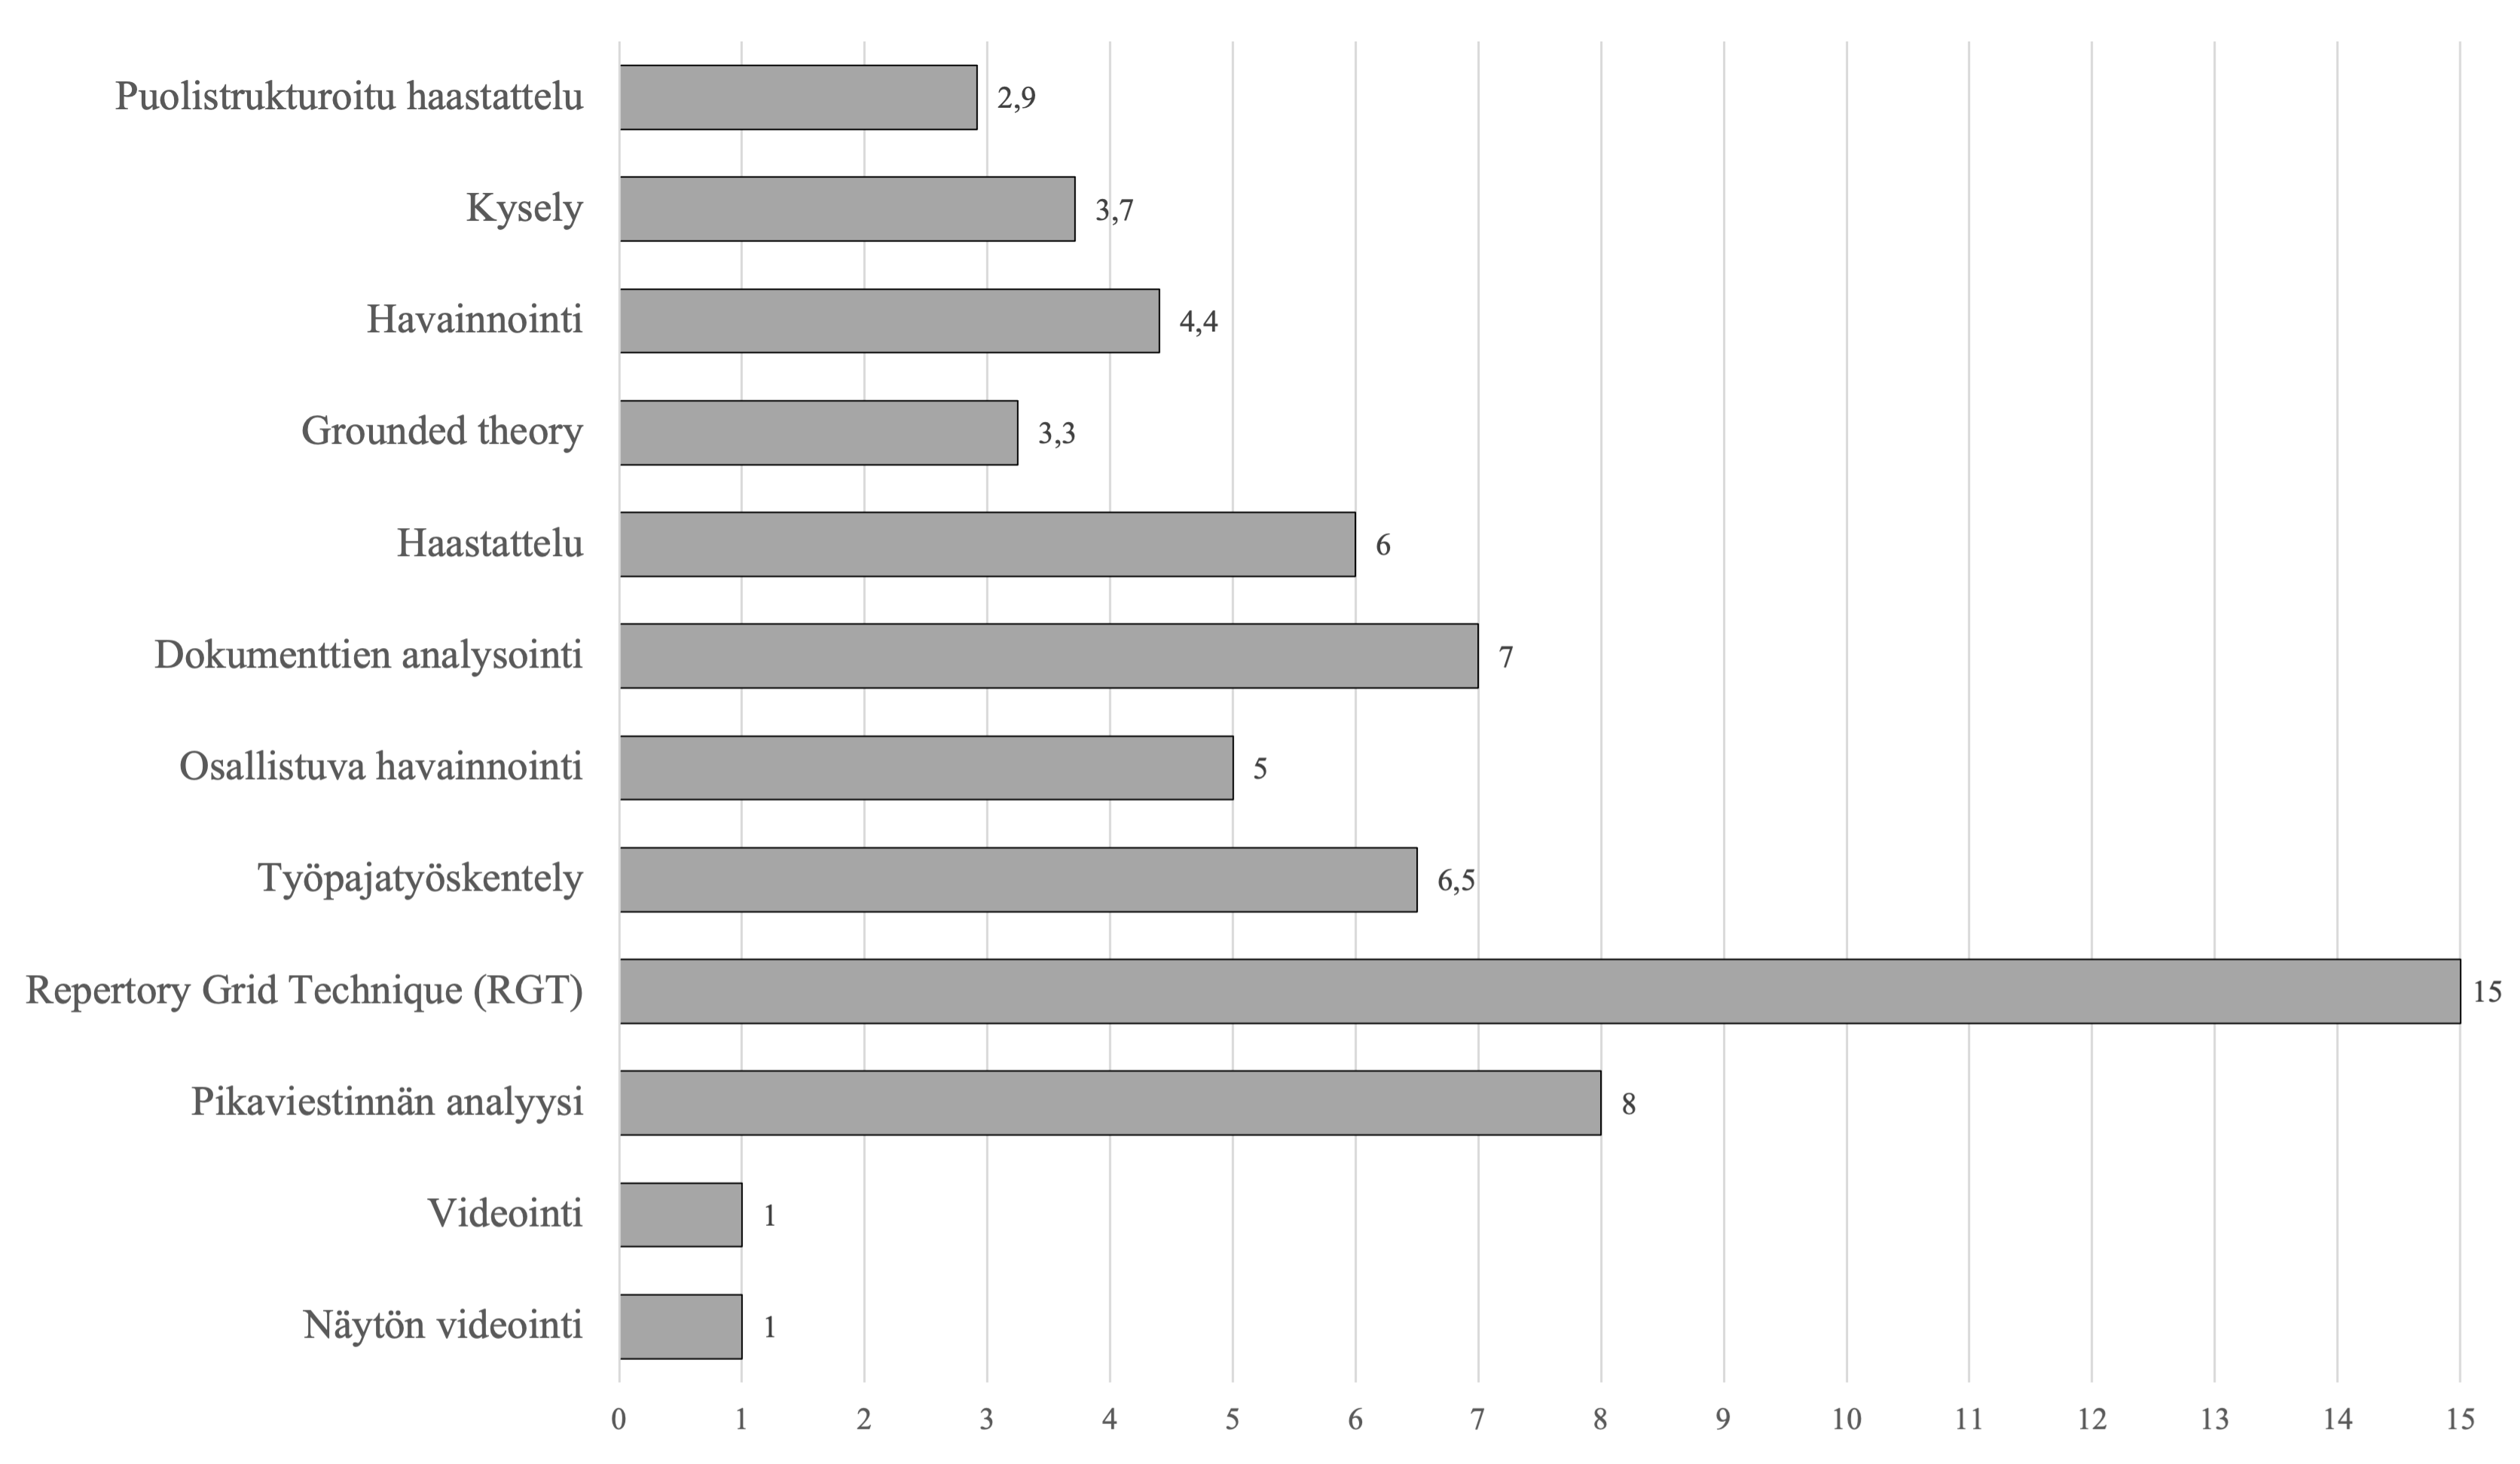 Puolistrukturoitu haastattelu 2,9
Kysely 3,7
Havainnointi 4,4
Grounded theory 3,3
Haastattelu 6
Dokumenttien analysointi 7
Osallistuva havainnointi 5
Työpajatyöskentely 6,5
Repertory Grid Technique (RGT) 15
Pikaviestinnän analyysi 8
Videointi 1
Näytön videointi 1
0 1 2 3 4 5 6 7 8 9 10 11 12 13 14 15